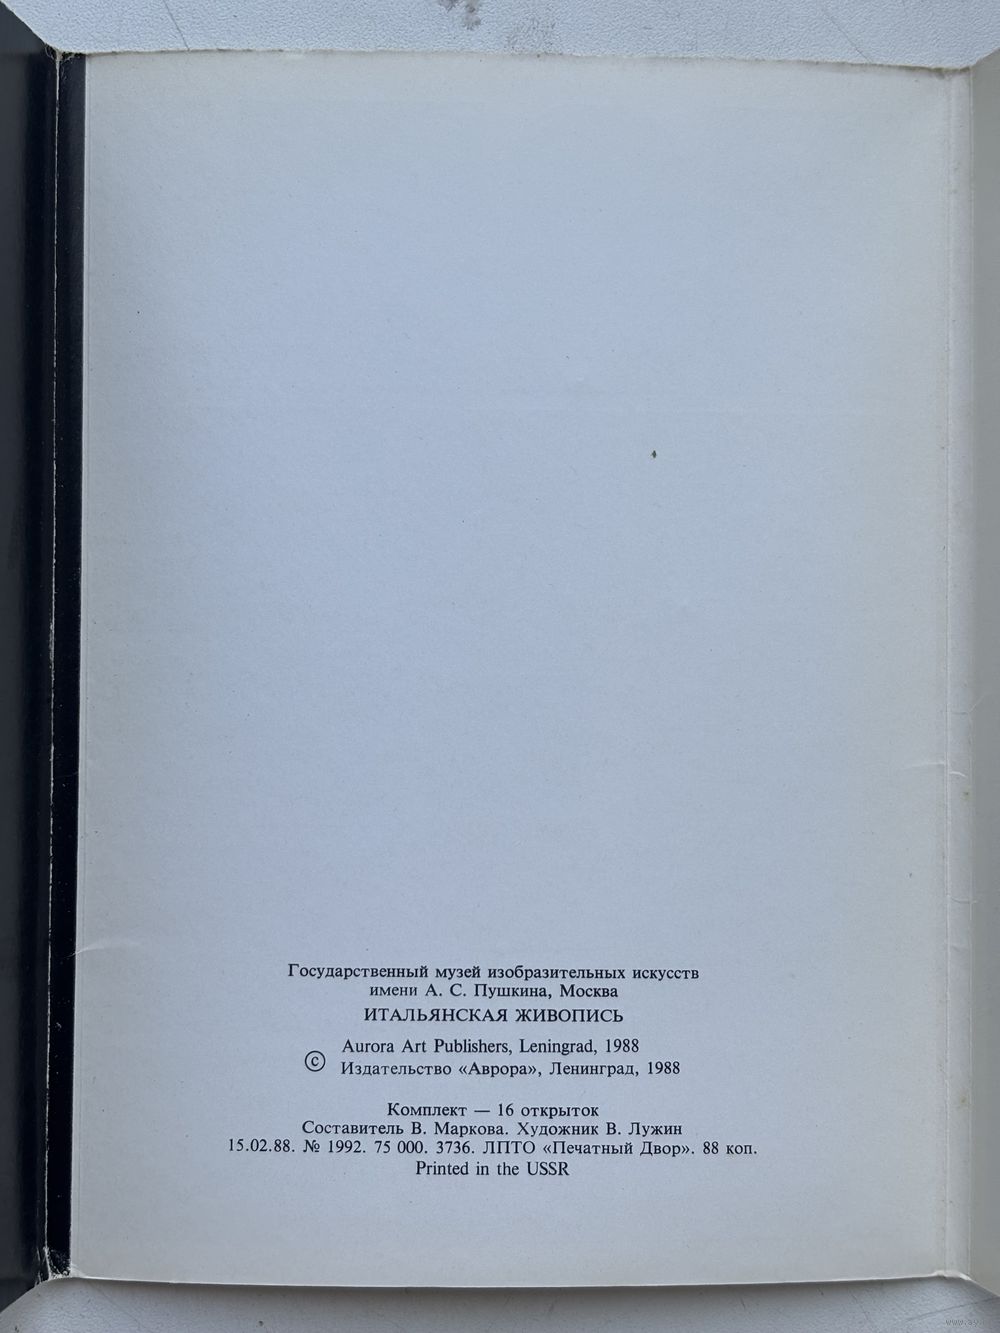 Государственный музей изобразительных искусств
имени А. С. Пушкина, Москва
ИТАЛЬЯНСКАЯ ЖИВОПИСЬ
© Aurora Art Publishers, Leningrad, 1988
Издательство «Аврора», Ленинград, 1988
Комплект — 16 открыток
Составитель В. Маркова. Художник В. Лужин
15.02.88. № 1992. 75 000. 3736. ЛПТО «Печатный Двор». 88 коп.
Printed in the USSR